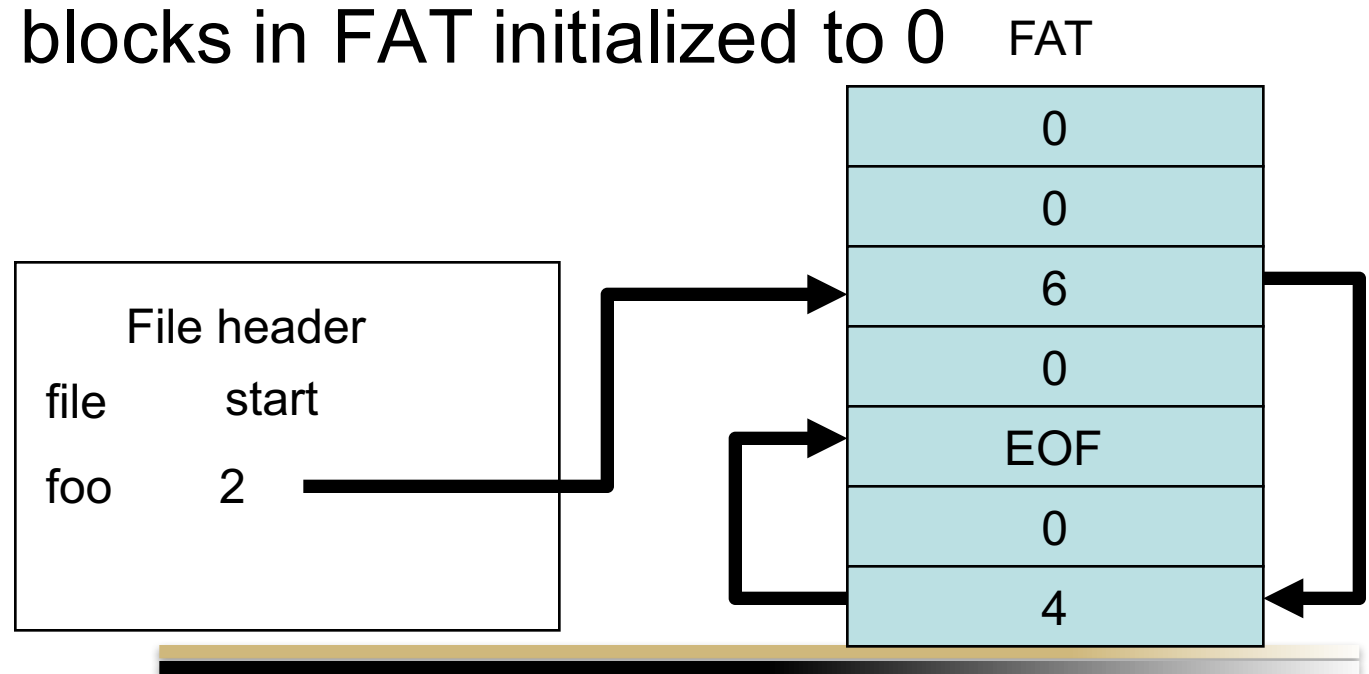 blocks in FAT initialized to 0
FAT
0
0
6
0
EOF
0
4
File header
file start
foo 2